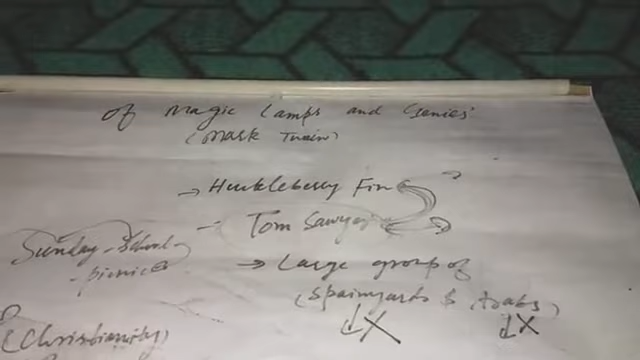 of magic lamps and Genies'
(Mark Twain)
→ Huckleberry Finn
- Tom Sawyer
Sunday-School-
-picnic
→ Large group of
(Spainyards & Arabs)
(Christianity)